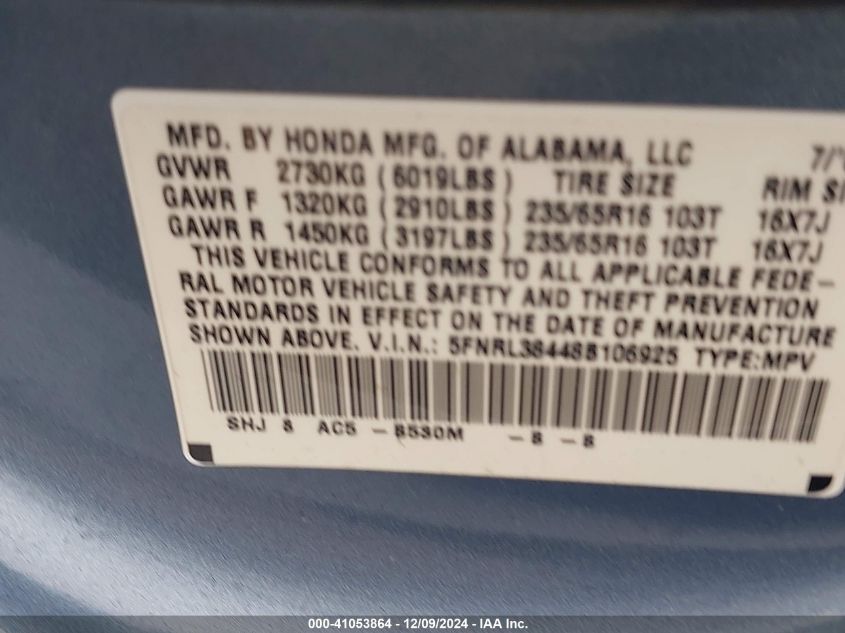 MFD. BY HONDA MFG. OF ALABAMA, LLC 7/
GVWR 2730KG (6019LBS) TIRE SIZE RIM SI
GAWR F 1320KG (2910LBS) 235/65R16 103T 16X7J
GAWR R 1450KG (3197LBS) 235/65R16 103T 16X7J
THIS VEHICLE CONFORMS TO ALL APPLICABLE FEDE-
RAL MOTOR VEHICLE SAFETY AND THEFT PREVENTION
STANDARDS IN EFFECT ON THE DATE OF MANUFACTURE
SHOWN ABOVE. V.I.N.: 5FNRL38448B106925 TYPE:MPV
SHJ 8 AC5 -B530M -B -B
000-41053864 - 12/09/2024 - IAA Inc.